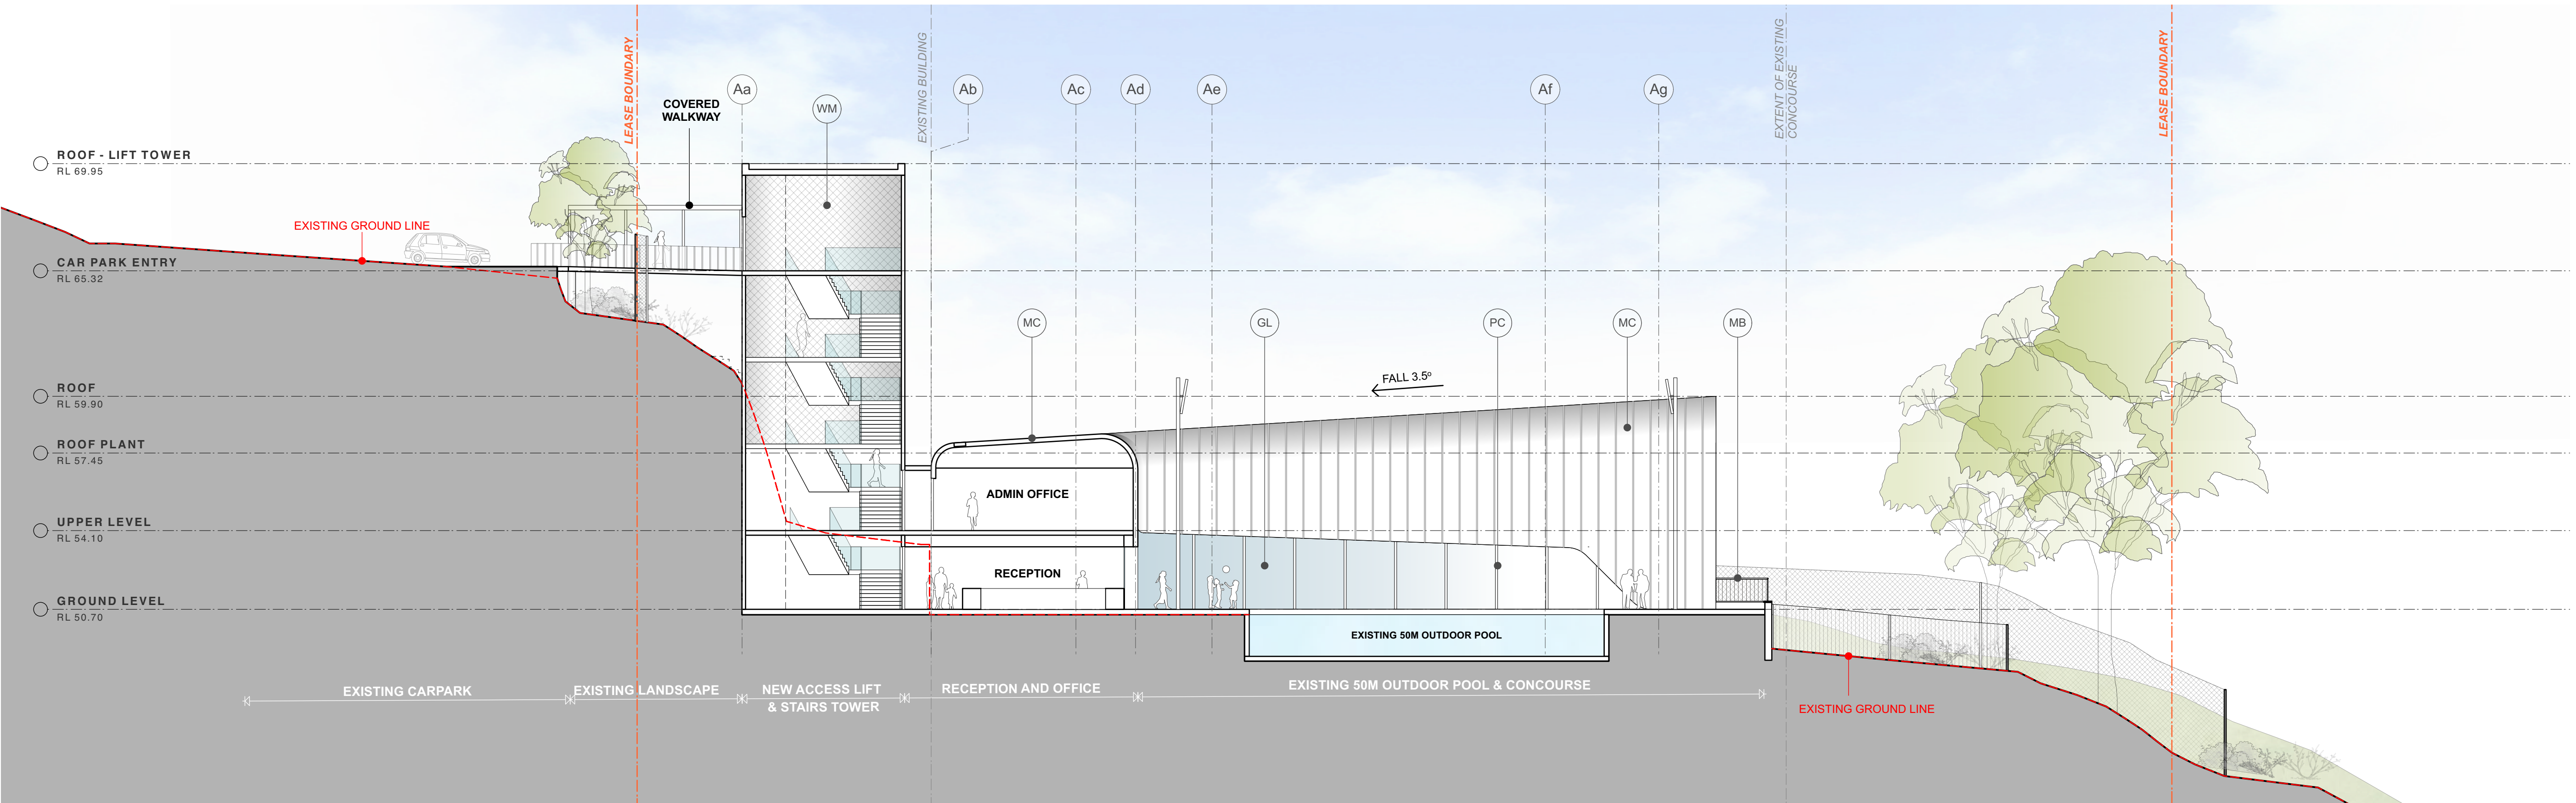 LEASE BOUNDARY
EXISTING BUILDING
EXTENT OF EXISTING
CONCOURSE
LEASE BOUNDARY
COVERED
WALKWAY
Aa
WM
Ab
Ac
Ad
Ae
Af
Ag
ROOF - LIFT TOWER
RL 69.95
EXISTING GROUND LINE
CAR PARK ENTRY
RL 65.32
MC
GL
PC
MC
MB
FALL 3.5º
ROOF
RL 59.90
ROOF PLANT
RL 57.45
ADMIN OFFICE
UPPER LEVEL
RL 54.10
RECEPTION
GROUND LEVEL
RL 50.70
EXISTING 50M OUTDOOR POOL
EXISTING CARPARK
EXISTING LANDSCAPE
NEW ACCESS LIFT
& STAIRS TOWER
RECEPTION AND OFFICE
EXISTING 50M OUTDOOR POOL & CONCOURSE
EXISTING GROUND LINE